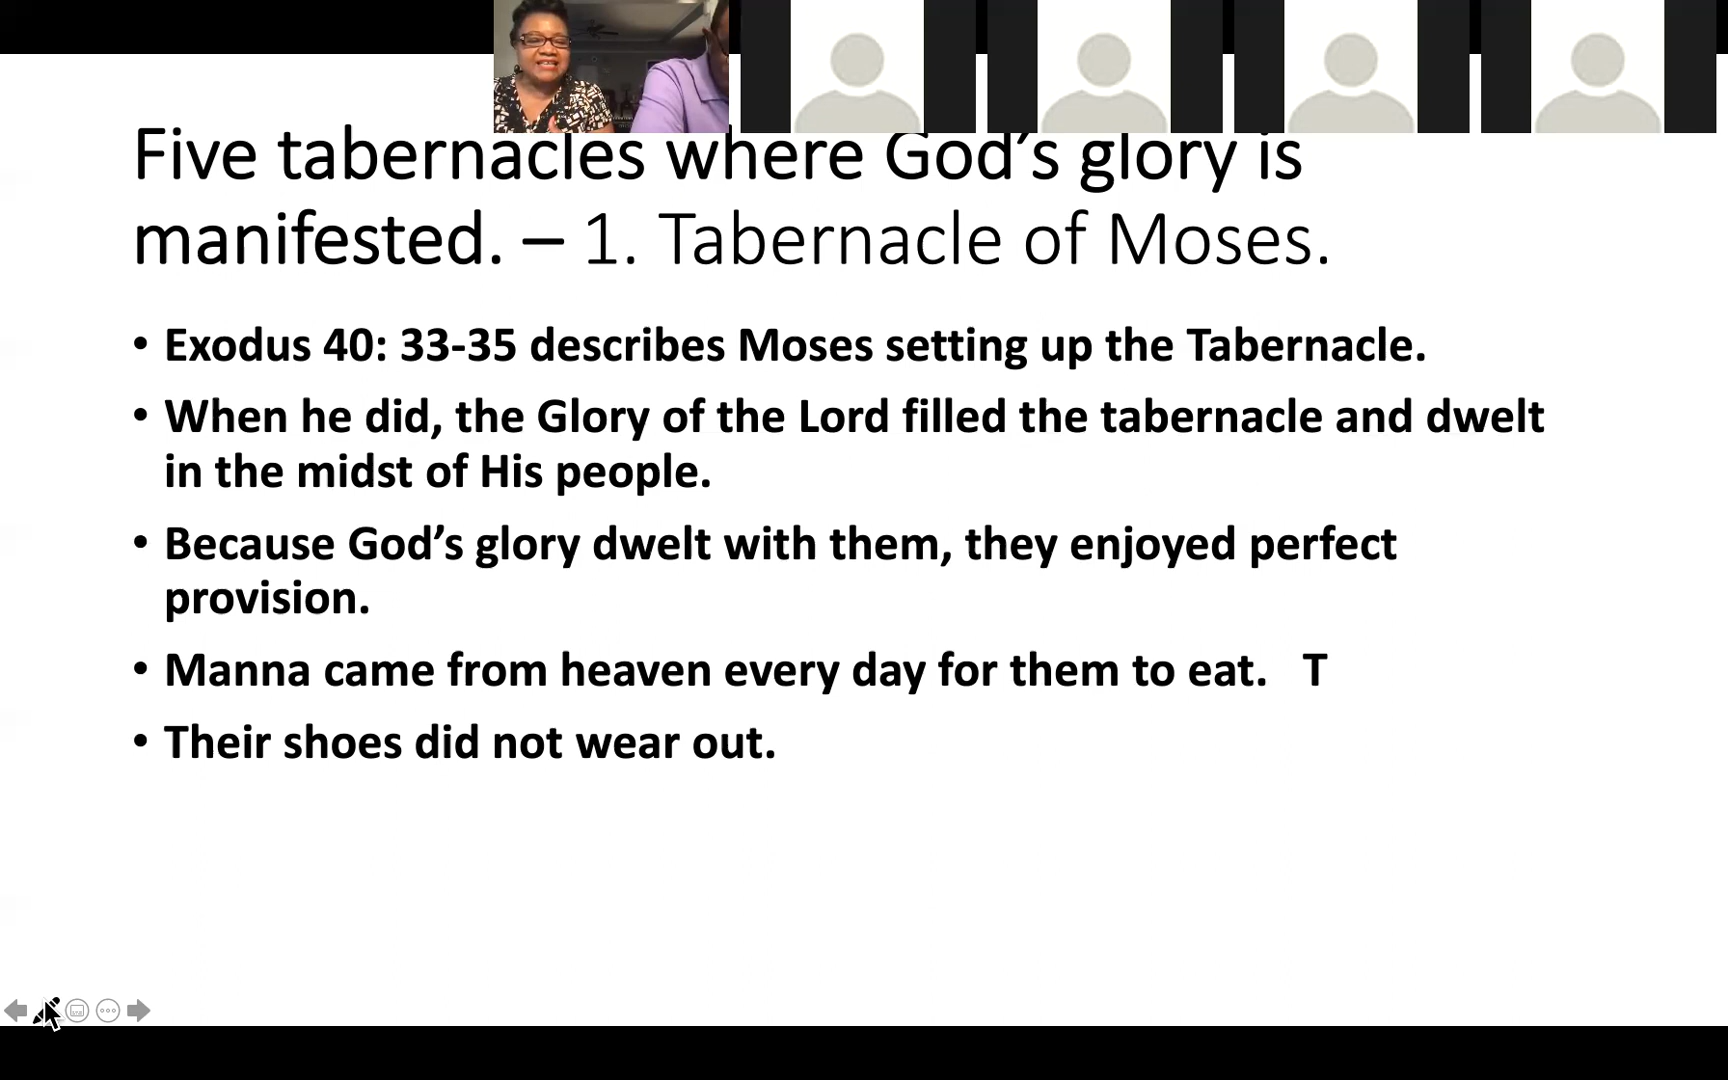 Five tabernacles where God’s glory is
manifested. – 1. Tabernacle of Moses.
• Exodus 40: 33-35 describes Moses setting up the Tabernacle.
• When he did, the Glory of the Lord filled the tabernacle and dwelt
in the midst of His people.
• Because God’s glory dwelt with them, they enjoyed perfect
provision.
• Manna came from heaven every day for them to eat.   T
• Their shoes did not wear out.